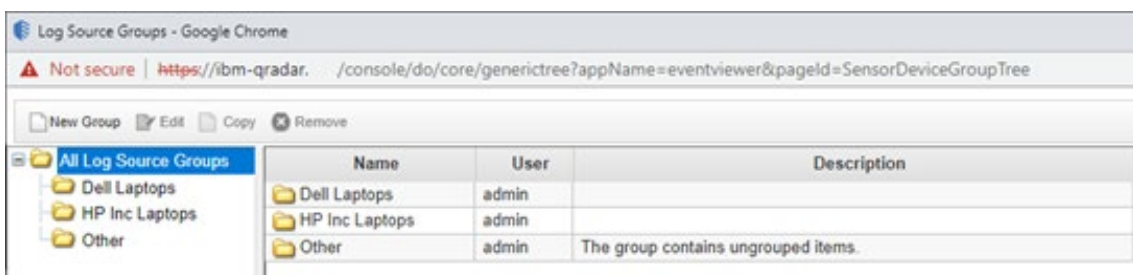 Log Source Groups - Google Chrome
Not secure | https://ibm-qradar. /console/do/core/generictree?appName=eventviewer&pageId=SensorDeviceGroupTree
New Group Edit Copy Remove
All Log Source Groups
Dell Laptops
HP Inc Laptops
Other
Name User Description
Dell Laptops admin
HP Inc Laptops admin
Other admin The group contains ungrouped items.